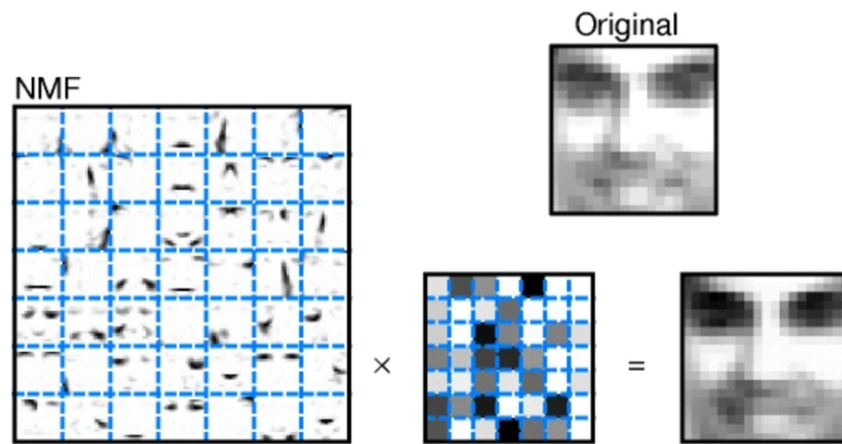 Original
NMF
× =